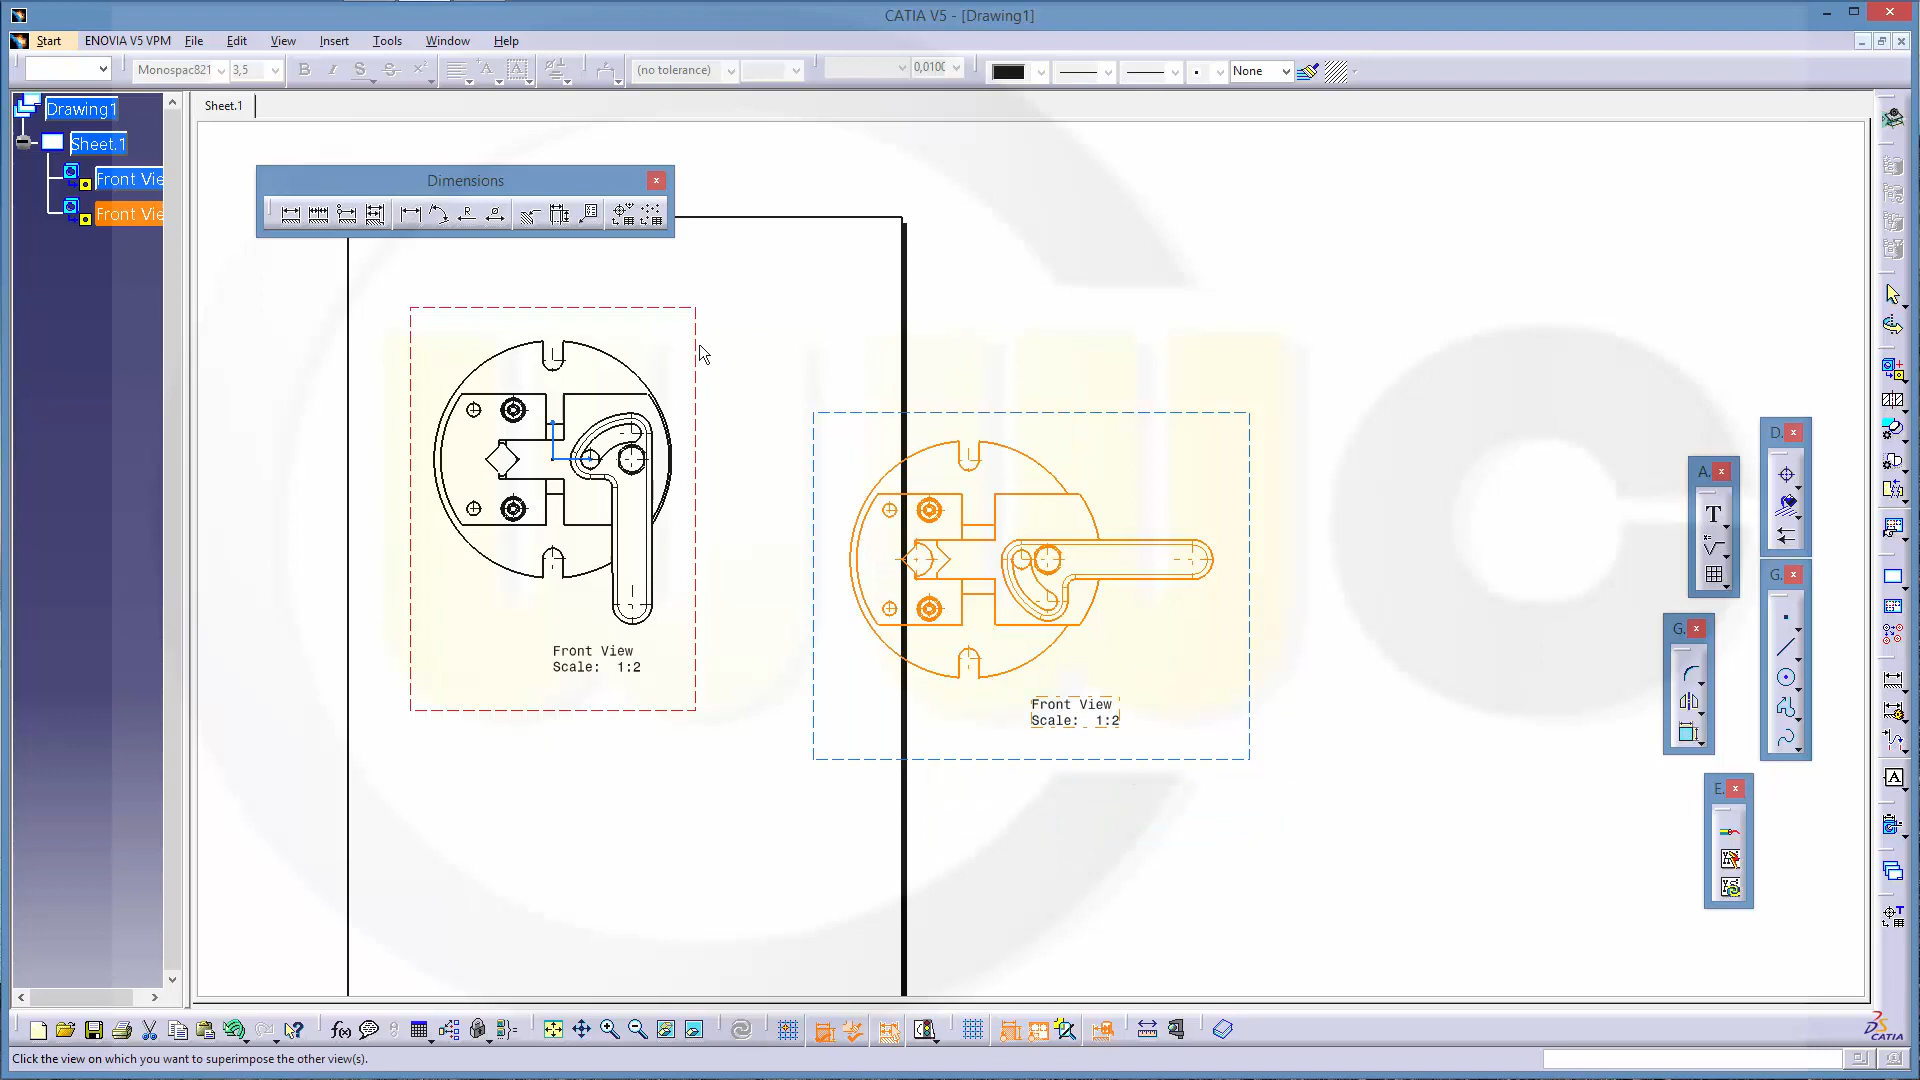 CATIA V5 - [Drawing1]
Start ENOVIA V5 VPM File Edit View Insert Tools Window Help
Monospac821 3,5 B I S S (no tolerance) 0,010 None
Drawing1
Sheet.1
Front Vie
Front Vie
Sheet.1
Dimensions
Front View
Scale: 1:2
Front View
Scale: 1:2
A.
D.
G.
G.
E.
T
A
f(x)
CATIA
Click the view on which you want to superimpose the other view(s).